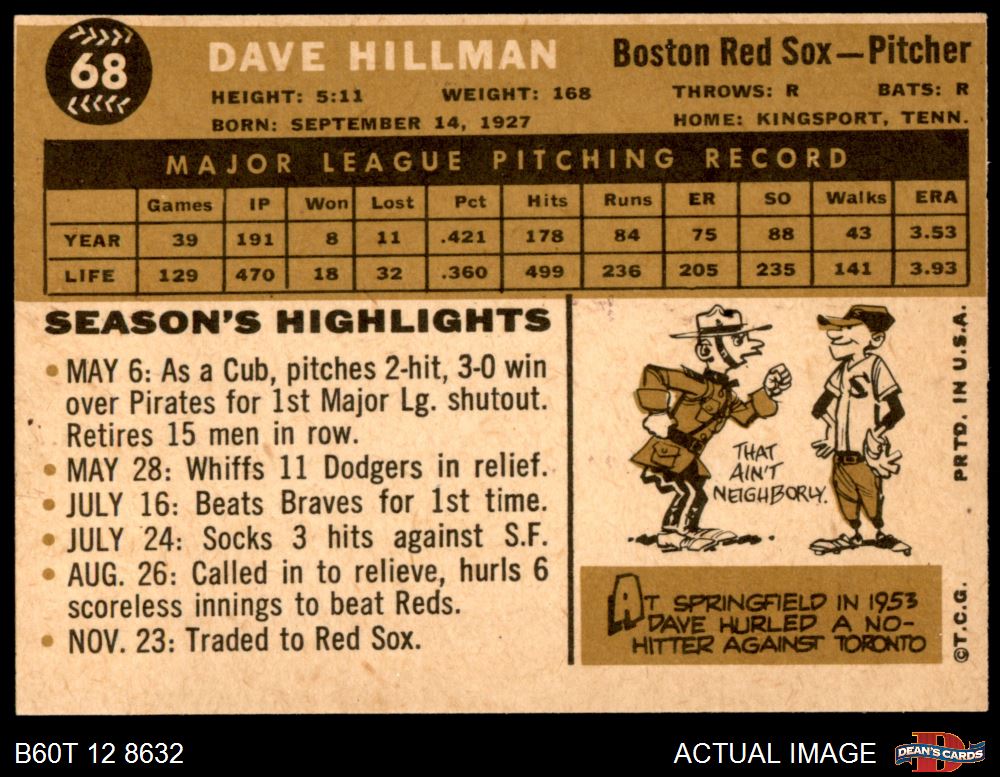 68
DAVE HILLMAN
Boston Red Sox—Pitcher
HEIGHT: 5:11 WEIGHT: 168 THROWS: R BATS: R
BORN: SEPTEMBER 14, 1927 HOME: KINGSPORT, TENN.
MAJOR LEAGUE PITCHING RECORD
Games IP Won Lost Pct Hits Runs ER SO Walks ERA
YEAR 39 191 8 11 .421 178 84 75 88 43 3.53
LIFE 129 470 18 32 .360 499 236 205 235 141 3.93
SEASON'S HIGHLIGHTS
• MAY 6: As a Cub, pitches 2-hit, 3-0 win
over Pirates for 1st Major Lg. shutout.
Retires 15 men in row.
• MAY 28: Whiffs 11 Dodgers in relief.
• JULY 16: Beats Braves for 1st time.
• JULY 24: Socks 3 hits against S.F.
• AUG. 26: Called in to relieve, hurls 6
scoreless innings to beat Reds.
• NOV. 23: Traded to Red Sox.
S
THAT
AIN'T
NEIGHBORLY.
AT SPRINGFIELD IN 1953
DAVE HURLED A NO-
HITTER AGAINST TORONTO
©T.C.G. PRTD. IN U.S.A.
B60T 12 8632
ACTUAL IMAGE
D
DEAN'S CARDS